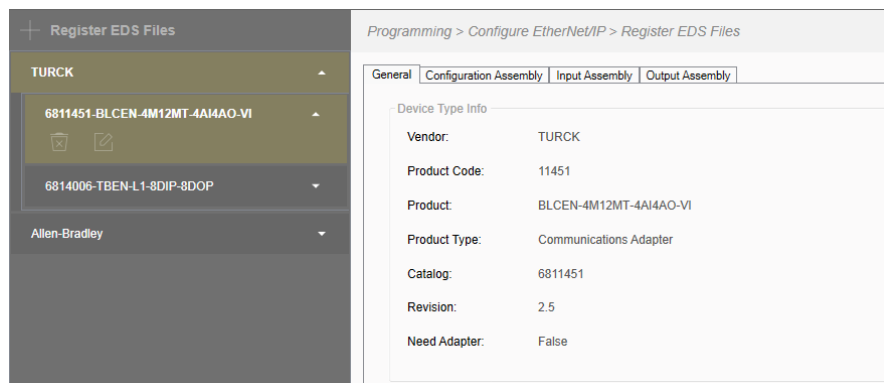 Register EDS Files
TURCK
6811451-BLCEN-4M12MT-4AI4AO-VI
6814006-TBEN-L1-8DIP-8DOP
Allen-Bradley
Programming > Configure EtherNet/IP > Register EDS Files
General Configuration Assembly Input Assembly Output Assembly
Device Type Info
Vendor: TURCK
Product Code: 11451
Product: BLCEN-4M12MT-4AI4AO-VI
Product Type: Communications Adapter
Catalog: 6811451
Revision: 2.5
Need Adapter: False